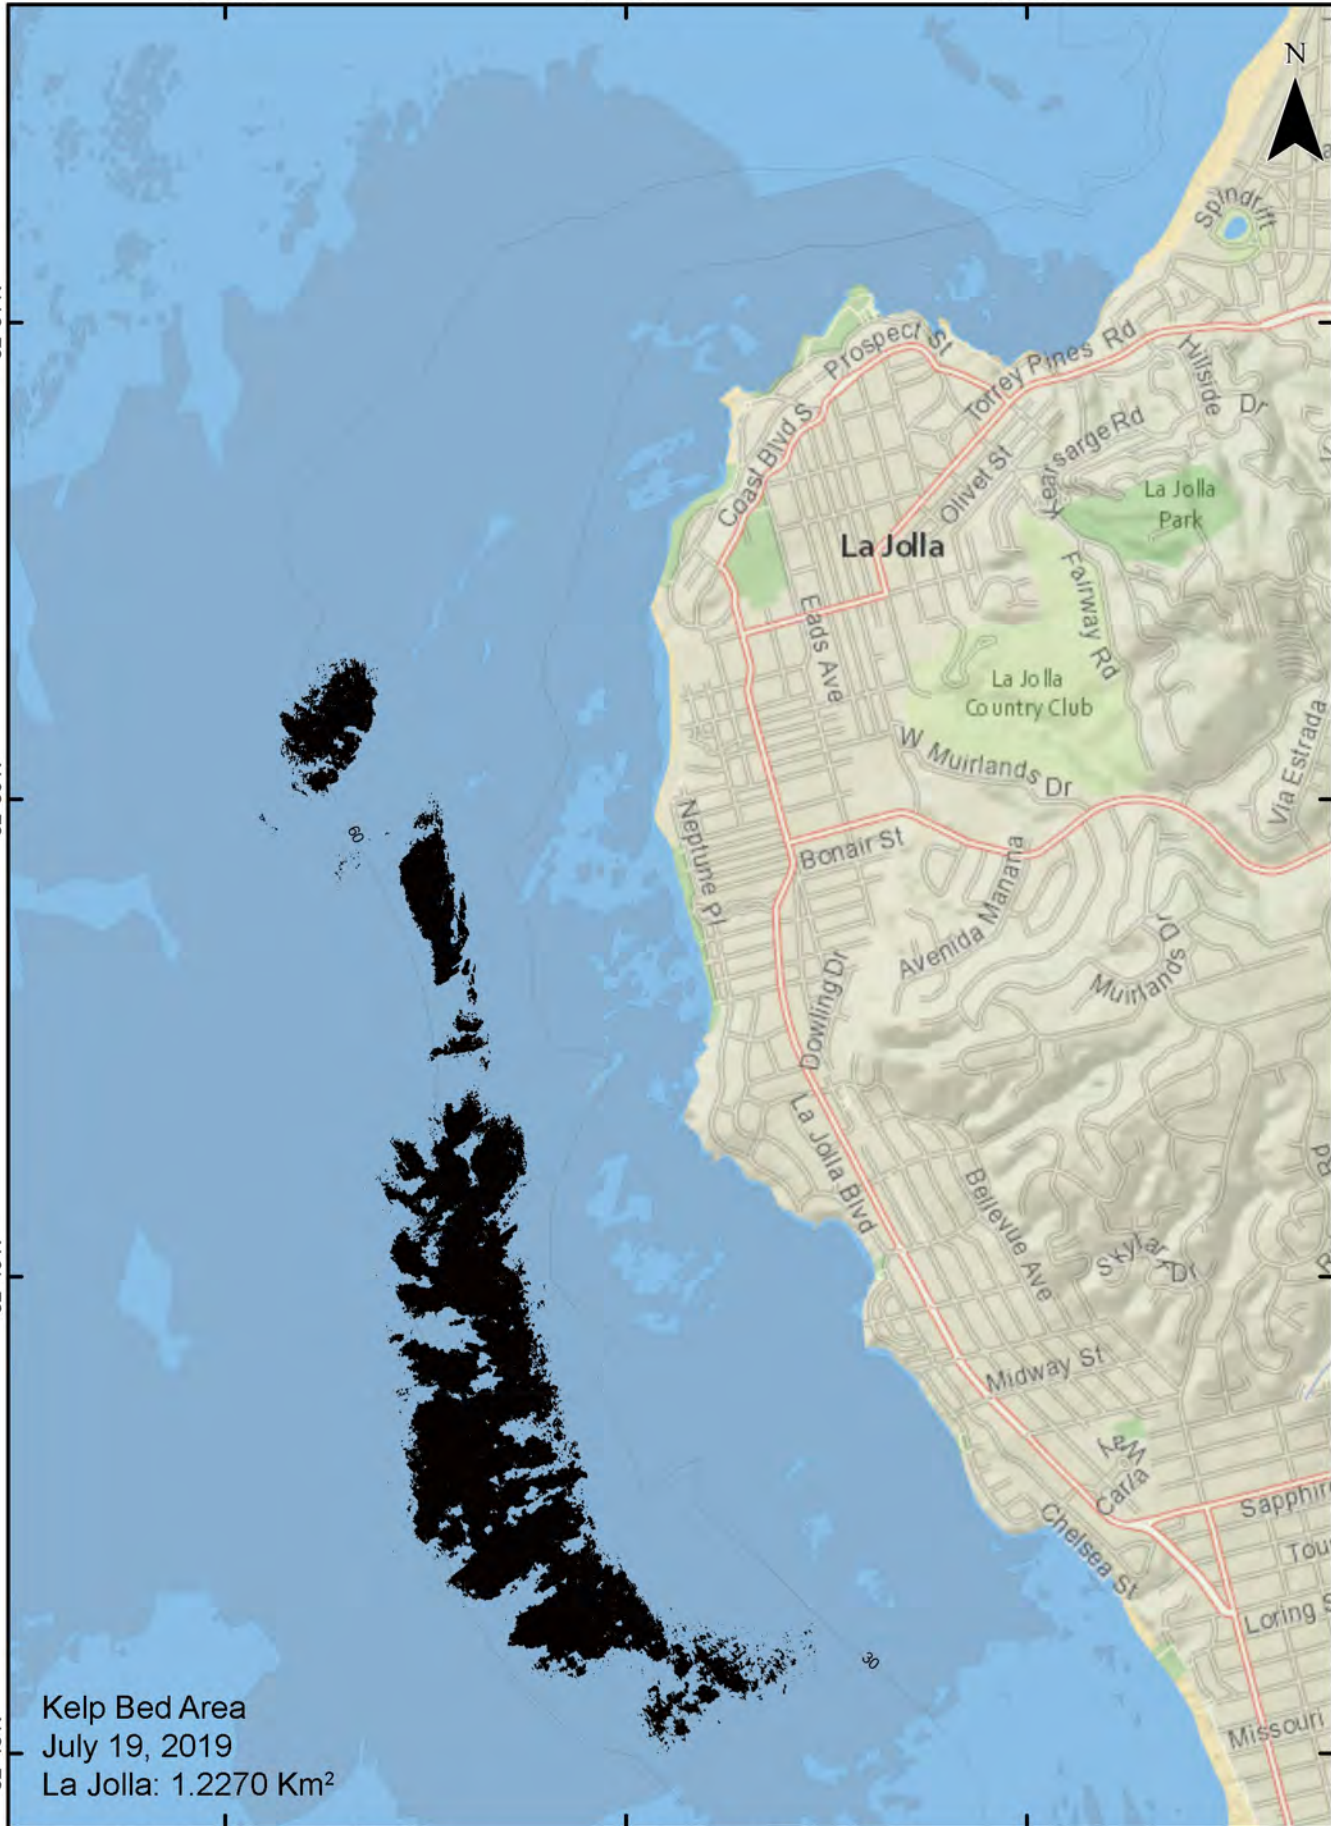 N
Spindrift
Prospect St
Torrey Pines Rd
Hillside Dr
Coast Blvd S
Kearsarge Rd
Olivet St
La Jolla
Park
La Jolla
Fairway Rd
Eads Ave
La Jolla
Country Club
W Muirlands Dr
Via Estrada
60
Neptune Pl
Bonair St
Avenida Manana
Muirlands Dr
Dowling Dr
La Jolla Blvd
Bellevue Ave
Skylark Dr
Rd
Midway St
Carla Way
Sapphir
Chelsea St
Tou
Loring S
30
Missouri
Kelp Bed Area
July 19, 2019
La Jolla: 1.2270 Km²